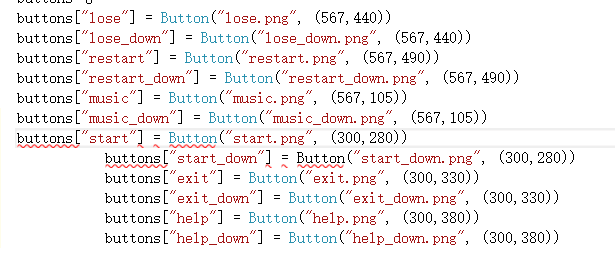 buttons["lose"] = Button("lose.png", (567,440))
buttons["lose_down"] = Button("lose_down.png", (567,440))
buttons["restart"] = Button("restart.png", (567,490))
buttons["restart_down"] = Button("restart_down.png", (567,490))
buttons["music"] = Button("music.png", (567,105))
buttons["music_down"] = Button("music_down.png", (567,105))
buttons["start"] = Button("start.png", (300,280))
buttons["start_down"] = Button("start_down.png", (300,280))
buttons["exit"] = Button("exit.png", (300,330))
buttons["exit_down"] = Button("exit_down.png", (300,330))
buttons["help"] = Button("help.png", (300,380))
buttons["help_down"] = Button("help_down.png", (300,380))